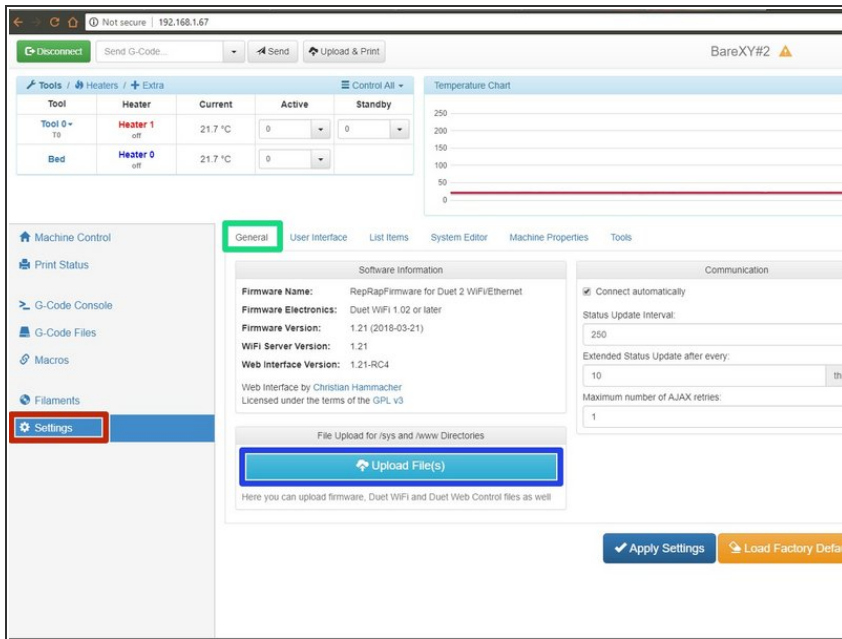 Not secure | 192.168.1.67
Disconnect Send G-Code... Send Upload & Print BareXY#2
Tools / Heaters / Extra Control All
Tool Heater Current Active Standby
Tool 0 Heater 1 21.7 °C 0 0
T0 off
Bed Heater 0 21.7 °C 0
off
Temperature Chart
250
200
150
100
50
0
Machine Control
Print Status
G-Code Console
G-Code Files
Macros
Filaments
Settings
General User Interface List Items System Editor Machine Properties Tools
Software Information
Firmware Name: RepRapFirmware for Duet 2 WiFi/Ethernet
Firmware Electronics: Duet WiFi 1.02 or later
Firmware Version: 1.21 (2018-03-21)
WiFi Server Version: 1.21
Web Interface Version: 1.21-RC4
Web Interface by Christian Hammacher
Licensed under the terms of the GPL v3
File Upload for /sys and /www Directories
Upload File(s)
Here you can upload firmware, Duet WiFi and Duet Web Control files as well
Communication
Connect automatically
Status Update Interval:
250
Extended Status Update after every:
10 th
Maximum number of AJAX retries:
1
Apply Settings Load Factory Defa